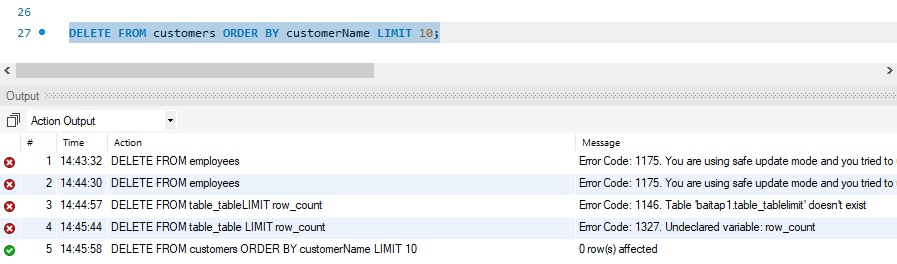 26
27 DELETE FROM customers ORDER BY customerName LIMIT 10;
Output
Action Output
# Time Action Message
1 14:43:32 DELETE FROM employees Error Code: 1175. You are using safe update mode and you tried to
2 14:44:30 DELETE FROM employees Error Code: 1175. You are using safe update mode and you tried to
3 14:44:57 DELETE FROM table_tableLIMIT row_count Error Code: 1146. Table 'baitap1.table_tablelimit' doesn't exist
4 14:45:44 DELETE FROM table_table LIMIT row_count Error Code: 1327. Undeclared variable: row_count
5 14:45:58 DELETE FROM customers ORDER BY customerName LIMIT 10 0 row(s) affected